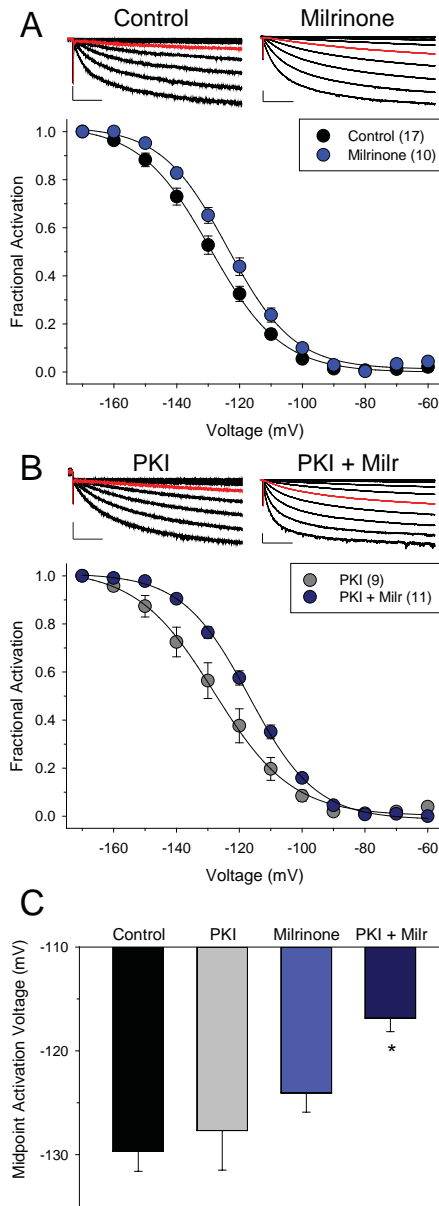 A
Control
Milrinone
Control (17)
Milrinone (10)
Fractional Activation
1.0
0.8
0.6
0.4
0.2
0.0
-160
-140
-120
-100
-80
-60
Voltage (mV)
B
PKI
PKI + Milr
PKI (9)
PKI + Milr (11)
Fractional Activation
1.0
0.8
0.6
0.4
0.2
0.0
-160
-140
-120
-100
-80
-60
Voltage (mV)
C
Control
PKI
Milrinone
PKI + Milr
Midpoint Activation Voltage (mV)
-110
-120
-130
*